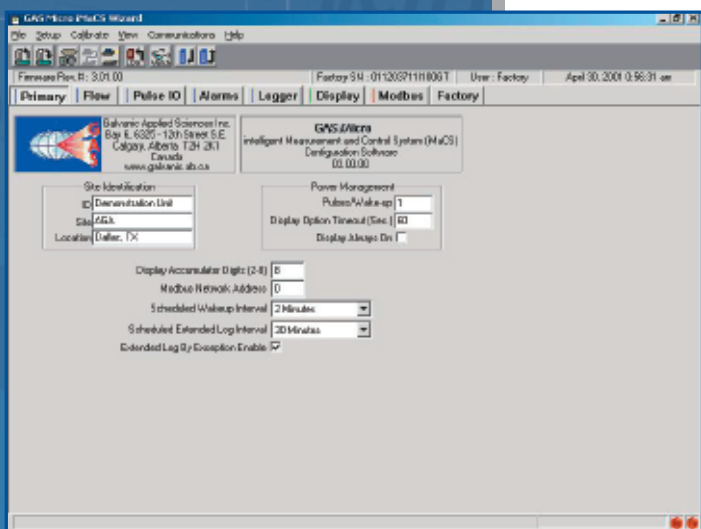 GAS Micro iMaCS Wizard
File Setup Calibrate View Communications Help
Firmware Rev. #: 3.01.00 Factory S/N : User : Factory April 30, 2001 0:56:31 am
Primary Flow Pulse IO Alarms Logger Display Modbus Factory
Galvanic Applied Sciences Inc.
Bay 6, 6325 - 12th Street S.E.
Calgary, Alberta T2H 2K1
Canada
www.galvanic.ab.ca
GAS Micro
intelligent Measurement and Control System (iMaCS)
Configuration Software
00.00.00
Site Identification
ID Demonstration Unit
Site AGA
Location Dallas, TX
Power Management
Pulses/Wake-up 1
Display Option Timeout (Sec.) 60
Display Always On
Display Accumulator Digits (2-8) 8
Modbus Network Address 0
Scheduled Wakeup Interval 2 Minutes
Scheduled Extended Log Interval 30 Minutes
Extended Log By Exception Enable